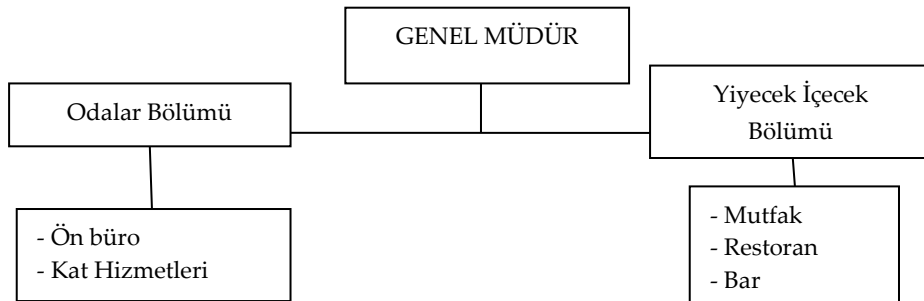 GENEL MÜDÜR
Odalar Bölümü
Yiyecek İçecek
Bölümü
- Ön büro
- Kat Hizmetleri
- Mutfak
- Restoran
- Bar